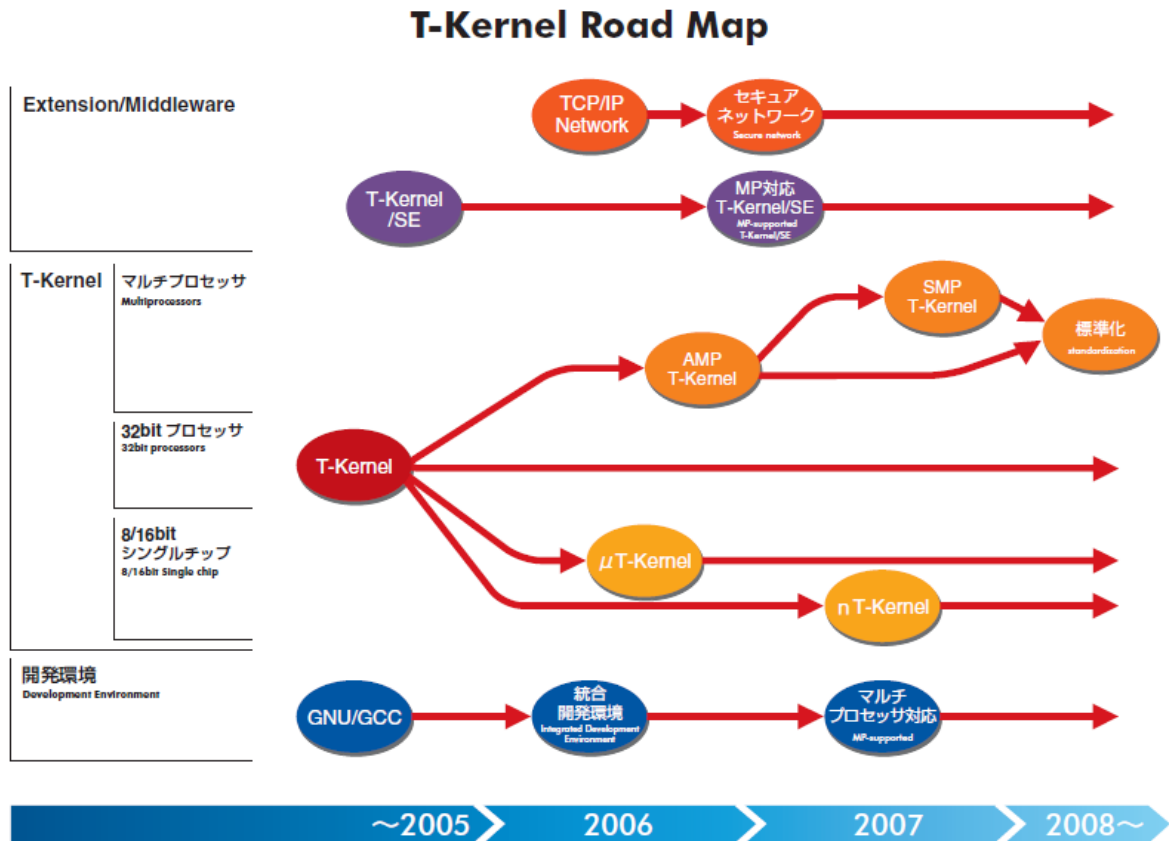 T-Kernel Road Map
Extension/Middleware
TCP/IP
Network
セキュア
ネットワーク
Secure network
T-Kernel
/SE
MP対応
T-Kernel/SE
MP-supported
T-Kernel/SE
T-Kernel
マルチプロセッサ
Multiprocessors
SMP
T-Kernel
標準化
standardization
AMP
T-Kernel
32bit プロセッサ
32bit processors
T-Kernel
8/16bit
シングルチップ
8/16bit Single chip
μT-Kernel
nT-Kernel
開発環境
Development Environment
GNU/GCC
統合
開発環境
Integrated Development
Environment
マルチ
プロセッサ対応
MP-supported
～2005
2006
2007
2008～